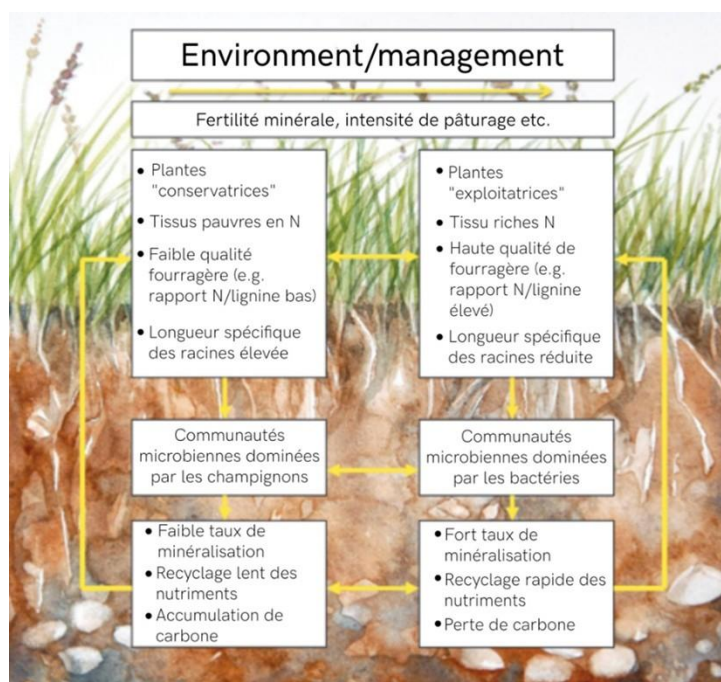 Environment/management
Fertilité minérale, intensité de pâturage etc.
• Plantes
"conservatrices"
• Tissus pauvres en N
• Faible qualité
fourragère (e.g.
rapport N/lignine bas)
• Longueur spécifique
des racines élevée
• Plantes
"exploitatrices"
• Tissu riches N
• Haute qualité de
fourragère (e.g.
rapport N/lignine
élevé)
• Longueur spécifique
des racines réduite
Communautés
microbiennes dominées
par les champignons
Communautés
microbiennes dominées
par les bactéries
• Faible taux de
minéralisation
• Recyclage lent des
nutriments
• Accumulation de
carbone
• Fort taux de
minéralisation
• Recyclage rapide des
nutriments
• Perte de carbone